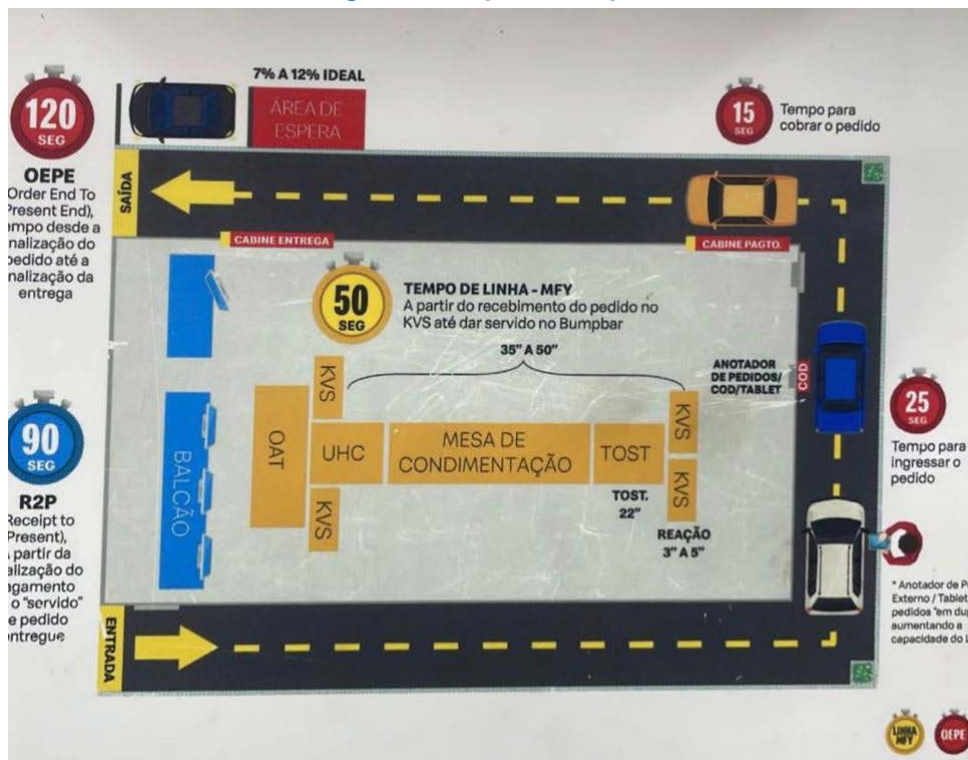 7% A 12% IDEAL
ÁREA DE
ESPERA
120
SEG
OEPE
Order End To
Present End),
empo desde a
nalização do
pedido até a
nalização da
entrega
15
SEG
Tempo para
cobrar o pedido
SAÍDA
CABINE ENTREGA
CABINE PAGTO.
50
SEG
TEMPO DE LINHA - MFY
A partir do recebimento do pedido no
KVS até dar servido no Bumpbar
35” A 50”
ANOTADOR
DE PEDIDOS/
COD/TABLET
COD
25
SEG
Tempo para
ingressar o
pedido
90
SEG
R2P
Receipt to
Present),
partir da
alização do
agamento
o “servido”
e pedido
entregue
BALCÃO
OAT
KVS
UHC
KVS
MESA DE
CONDIMENTAÇÃO
TOST
KVS
KVS
TOST.
22”
REAÇÃO
3” A 5”
* Anotador de P
Externo / Tablet
pedidos “em du
aumentando a
capacidade do
ENTRADA
LINHA
MFY
OEPE